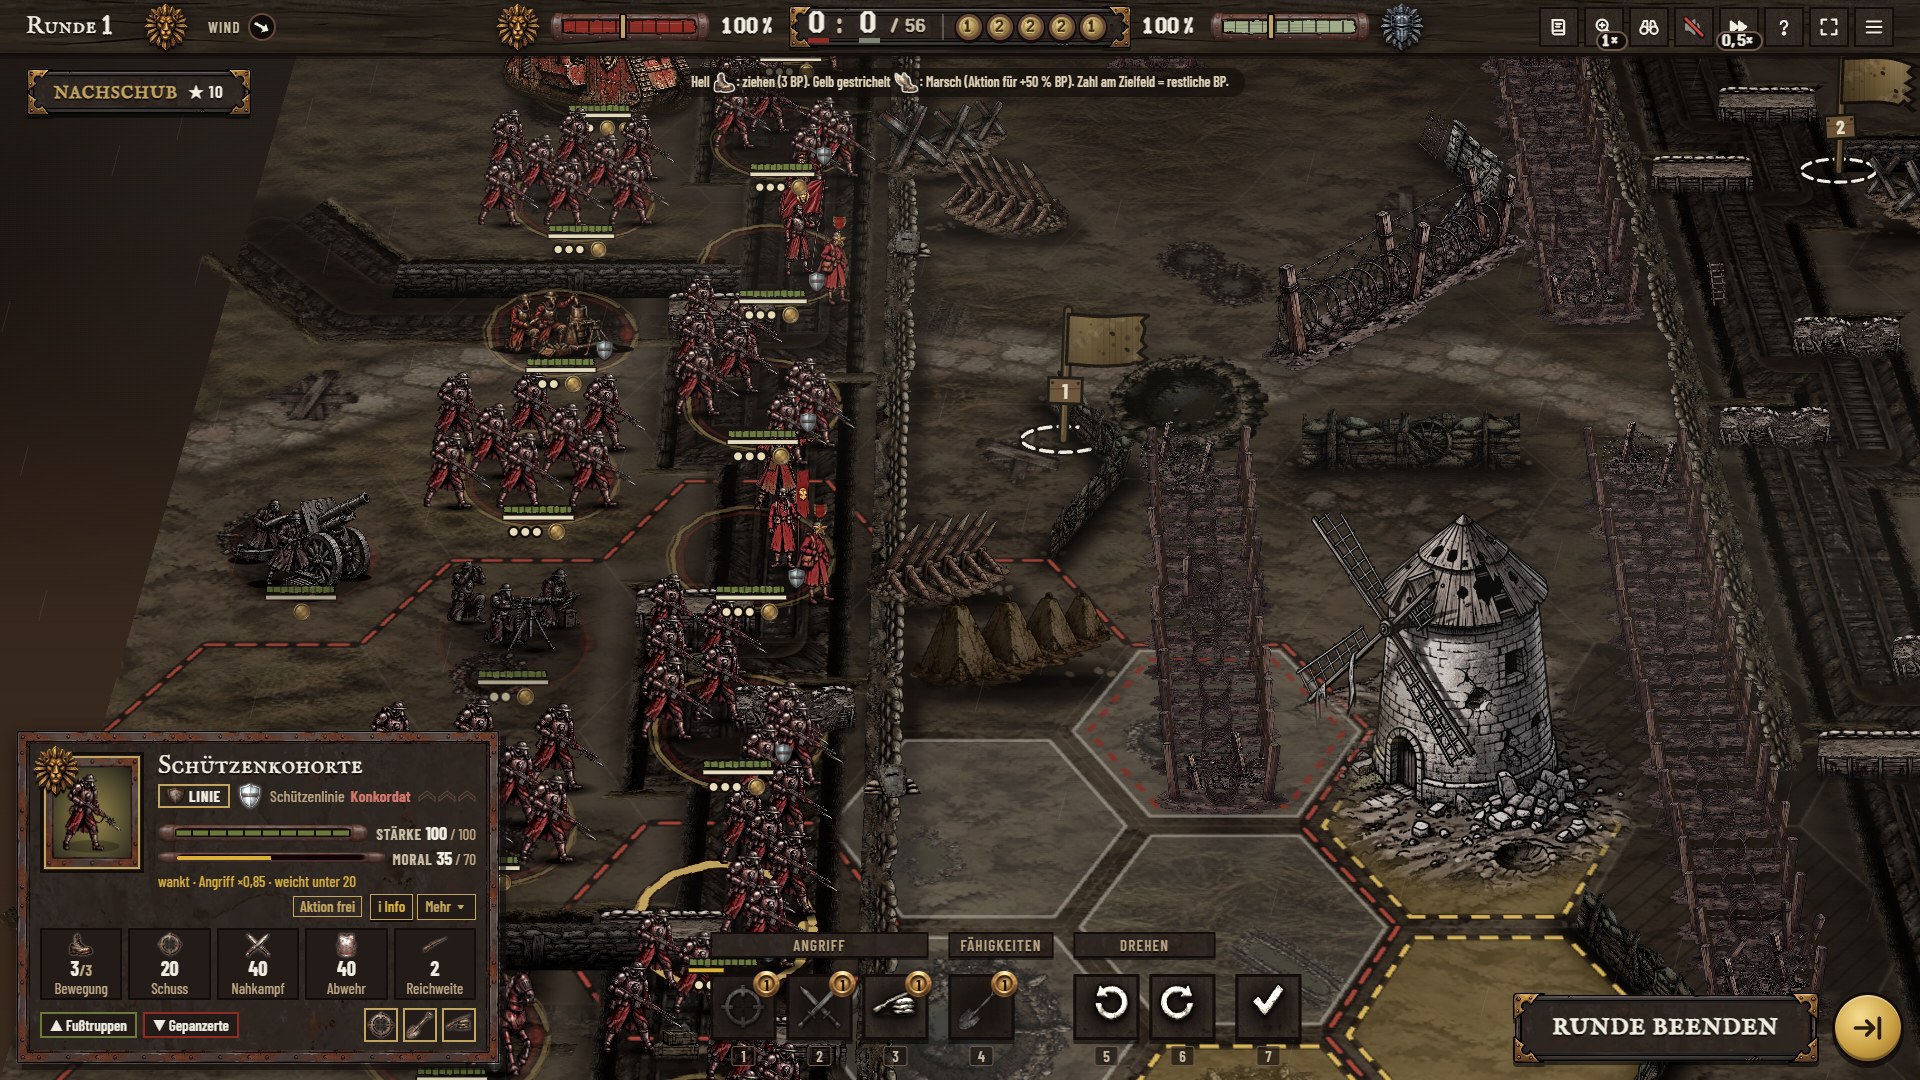 Runde 1
WIND
100 %
0 : 0 / 56
1 2 2 2 1
100 %
1×
0,5×
?
NACHSCHUB ★ 10
Hell : ziehen (3 BP). Gelb gestrichelt : Marsch (Aktion für +50 % BP). Zahl am Zielfeld = restliche BP.
2
1
Schützenkohorte
LINIE Schützenlinie Konkordat
STÄRKE 100 / 100
MORAL 35 / 70
wankt · Angriff ×0,85 · weicht unter 20
Aktion frei
i Info
Mehr
3/3
Bewegung
20
Schuss
40
Nahkampf
40
Abwehr
2
Reichweite
▲ Fußtruppen
▼ Gepanzerte
ANGRIFF
FÄHIGKEITEN
DREHEN
1 1 1 1
1 2 3 4 5 6 7
RUNDE BEENDEN